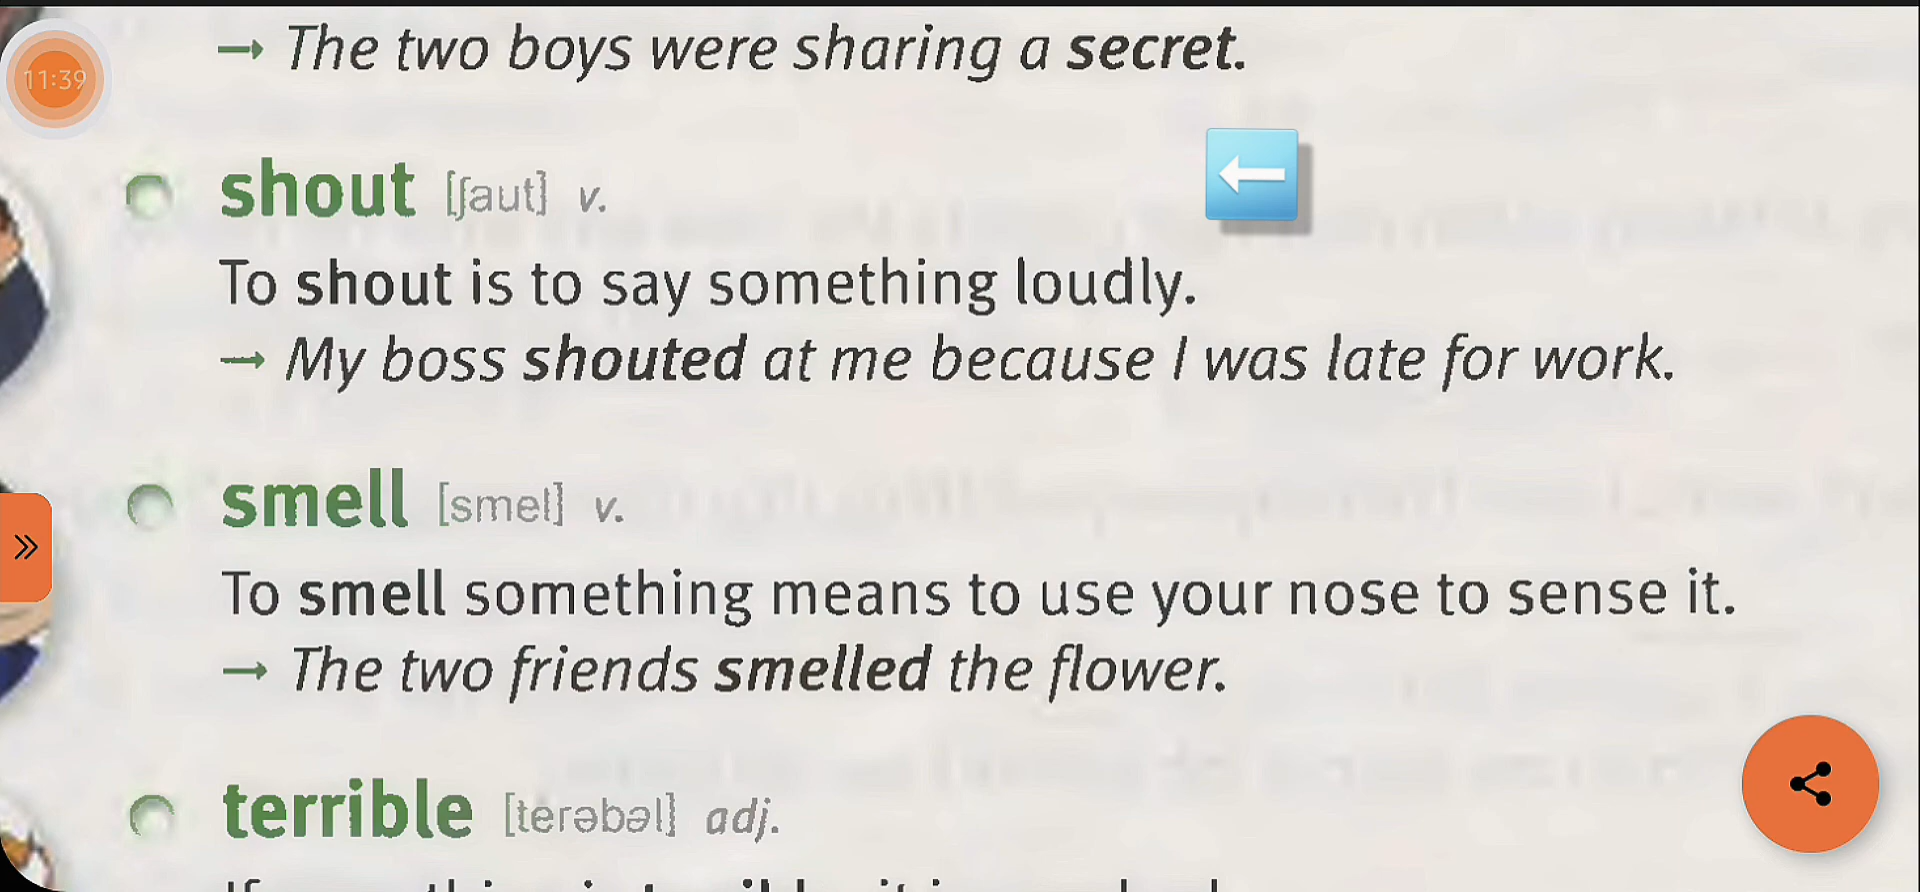 → The two boys were sharing a secret.
11:39
shout [ʃaut] v.
To shout is to say something loudly.
→ My boss shouted at me because I was late for work.
smell [smel] v.
To smell something means to use your nose to sense it.
→ The two friends smelled the flower.
terrible [terəbəl] adj.